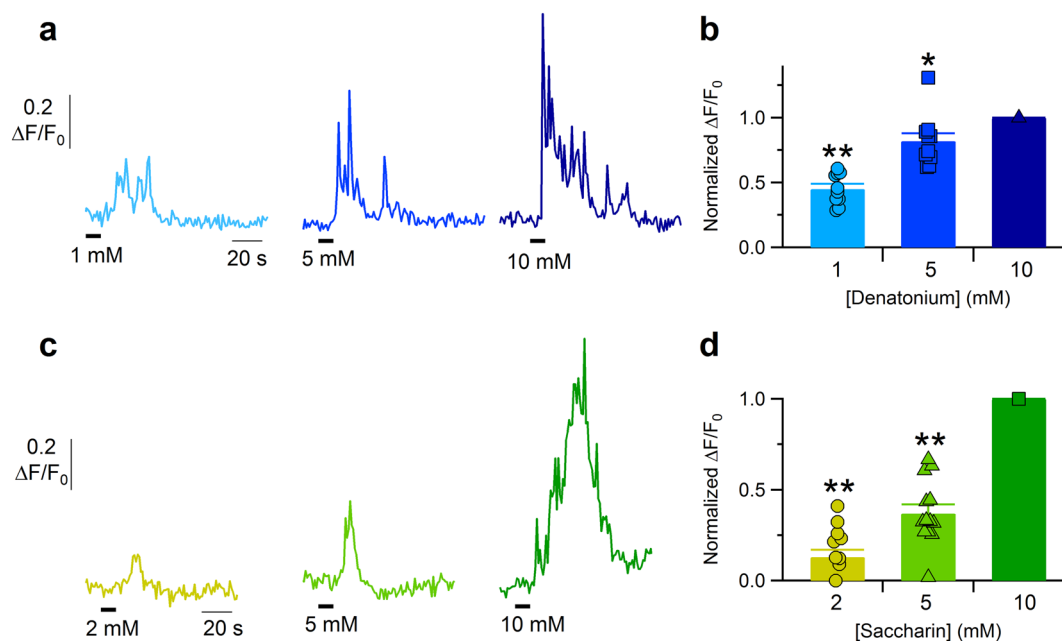 a
0.2
ΔF/F0
1 mM
20 s
5 mM
10 mM
b
Normalized ΔF/F0
1.0
0.5
0.0
**
*
1
5
10
[Denatonium] (mM)
c
0.2
ΔF/F0
2 mM
20 s
5 mM
10 mM
d
Normalized ΔF/F0
1.0
0.5
0.0
**
**
2
5
10
[Saccharin] (mM)